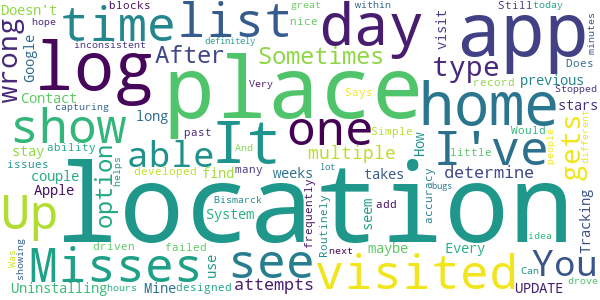 Doesn't blocks great nice Still today within
hope inconsistent definitely minutes
wrong Google time list day app
After Sometimes type visit Says Does Stopped
log place previous record stars
Contact long past home
show It one I've gets people different
able multiple Simple How
stay ability option And little Tracking
issues couple find many weeks takes determine
helps developed Apple System seem add maybe accuracy Would
Up location frequently Routinely Every lot bugs
Bismarck next idea
driven failed Can
Was showing Misses use see visited You
Uninstalling hours Mine designed attempts UPDATE drove
capturing